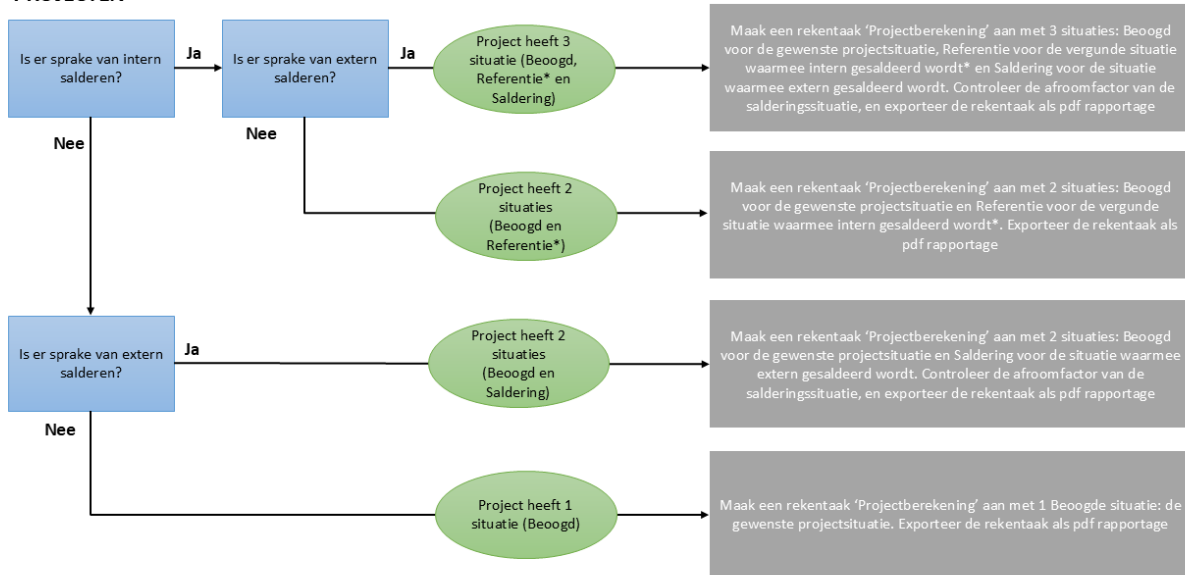 Is er sprake van intern
salderen?
Ja
Is er sprake van extern
salderen?
Ja
Project heeft 3
situatie (Beoogd,
Referentie* en
Saldering)
Maak een rekentaak ‘Projectberekening’ aan met 3 situaties: Beoogd
voor de gewenste projectsituatie, Referentie voor de vergunde situatie
waarmee intern gesaldeerd wordt* en Saldering voor de situatie
waarmee extern gesaldeerd wordt. Controleer de afroomfactor van de
salderingssituatie, en exporteer de rekentaak als pdf rapportage
Nee
Nee
Project heeft 2
situaties
(Beoogd en
Referentie*)
Maak een rekentaak ‘Projectberekening’ aan met 2 situaties: Beoogd
voor de gewenste projectsituatie en Referentie voor de vergunde
situatie waarmee intern gesaldeerd wordt*. Exporteer de rekentaak als
pdf rapportage
Is er sprake van extern
salderen?
Ja
Project heeft 2
situaties
(Beoogd en
Saldering)
Maak een rekentaak ‘Projectberekening’ aan met 2 situaties: Beoogd
voor de gewenste projectsituatie en Saldering voor de situatie waarmee
extern gesaldeerd wordt. Controleer de afroomfactor van de
salderingssituatie, en exporteer de rekentaak als pdf rapportage
Nee
Project heeft 1
situatie (Beoogd)
Maak een rekentaak ‘Projectberekening’ aan met 1 Beoogde situatie: de
gewenste projectsituatie. Exporteer de rekentaak als pdf rapportage